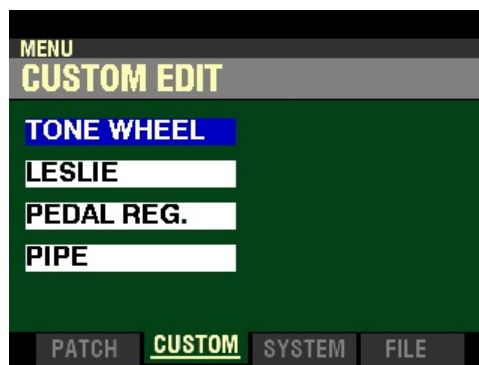 MENU
CUSTOM EDIT
TONE WHEEL
LESLIE
PEDAL REG.
PIPE
PATCH CUSTOM SYSTEM FILE